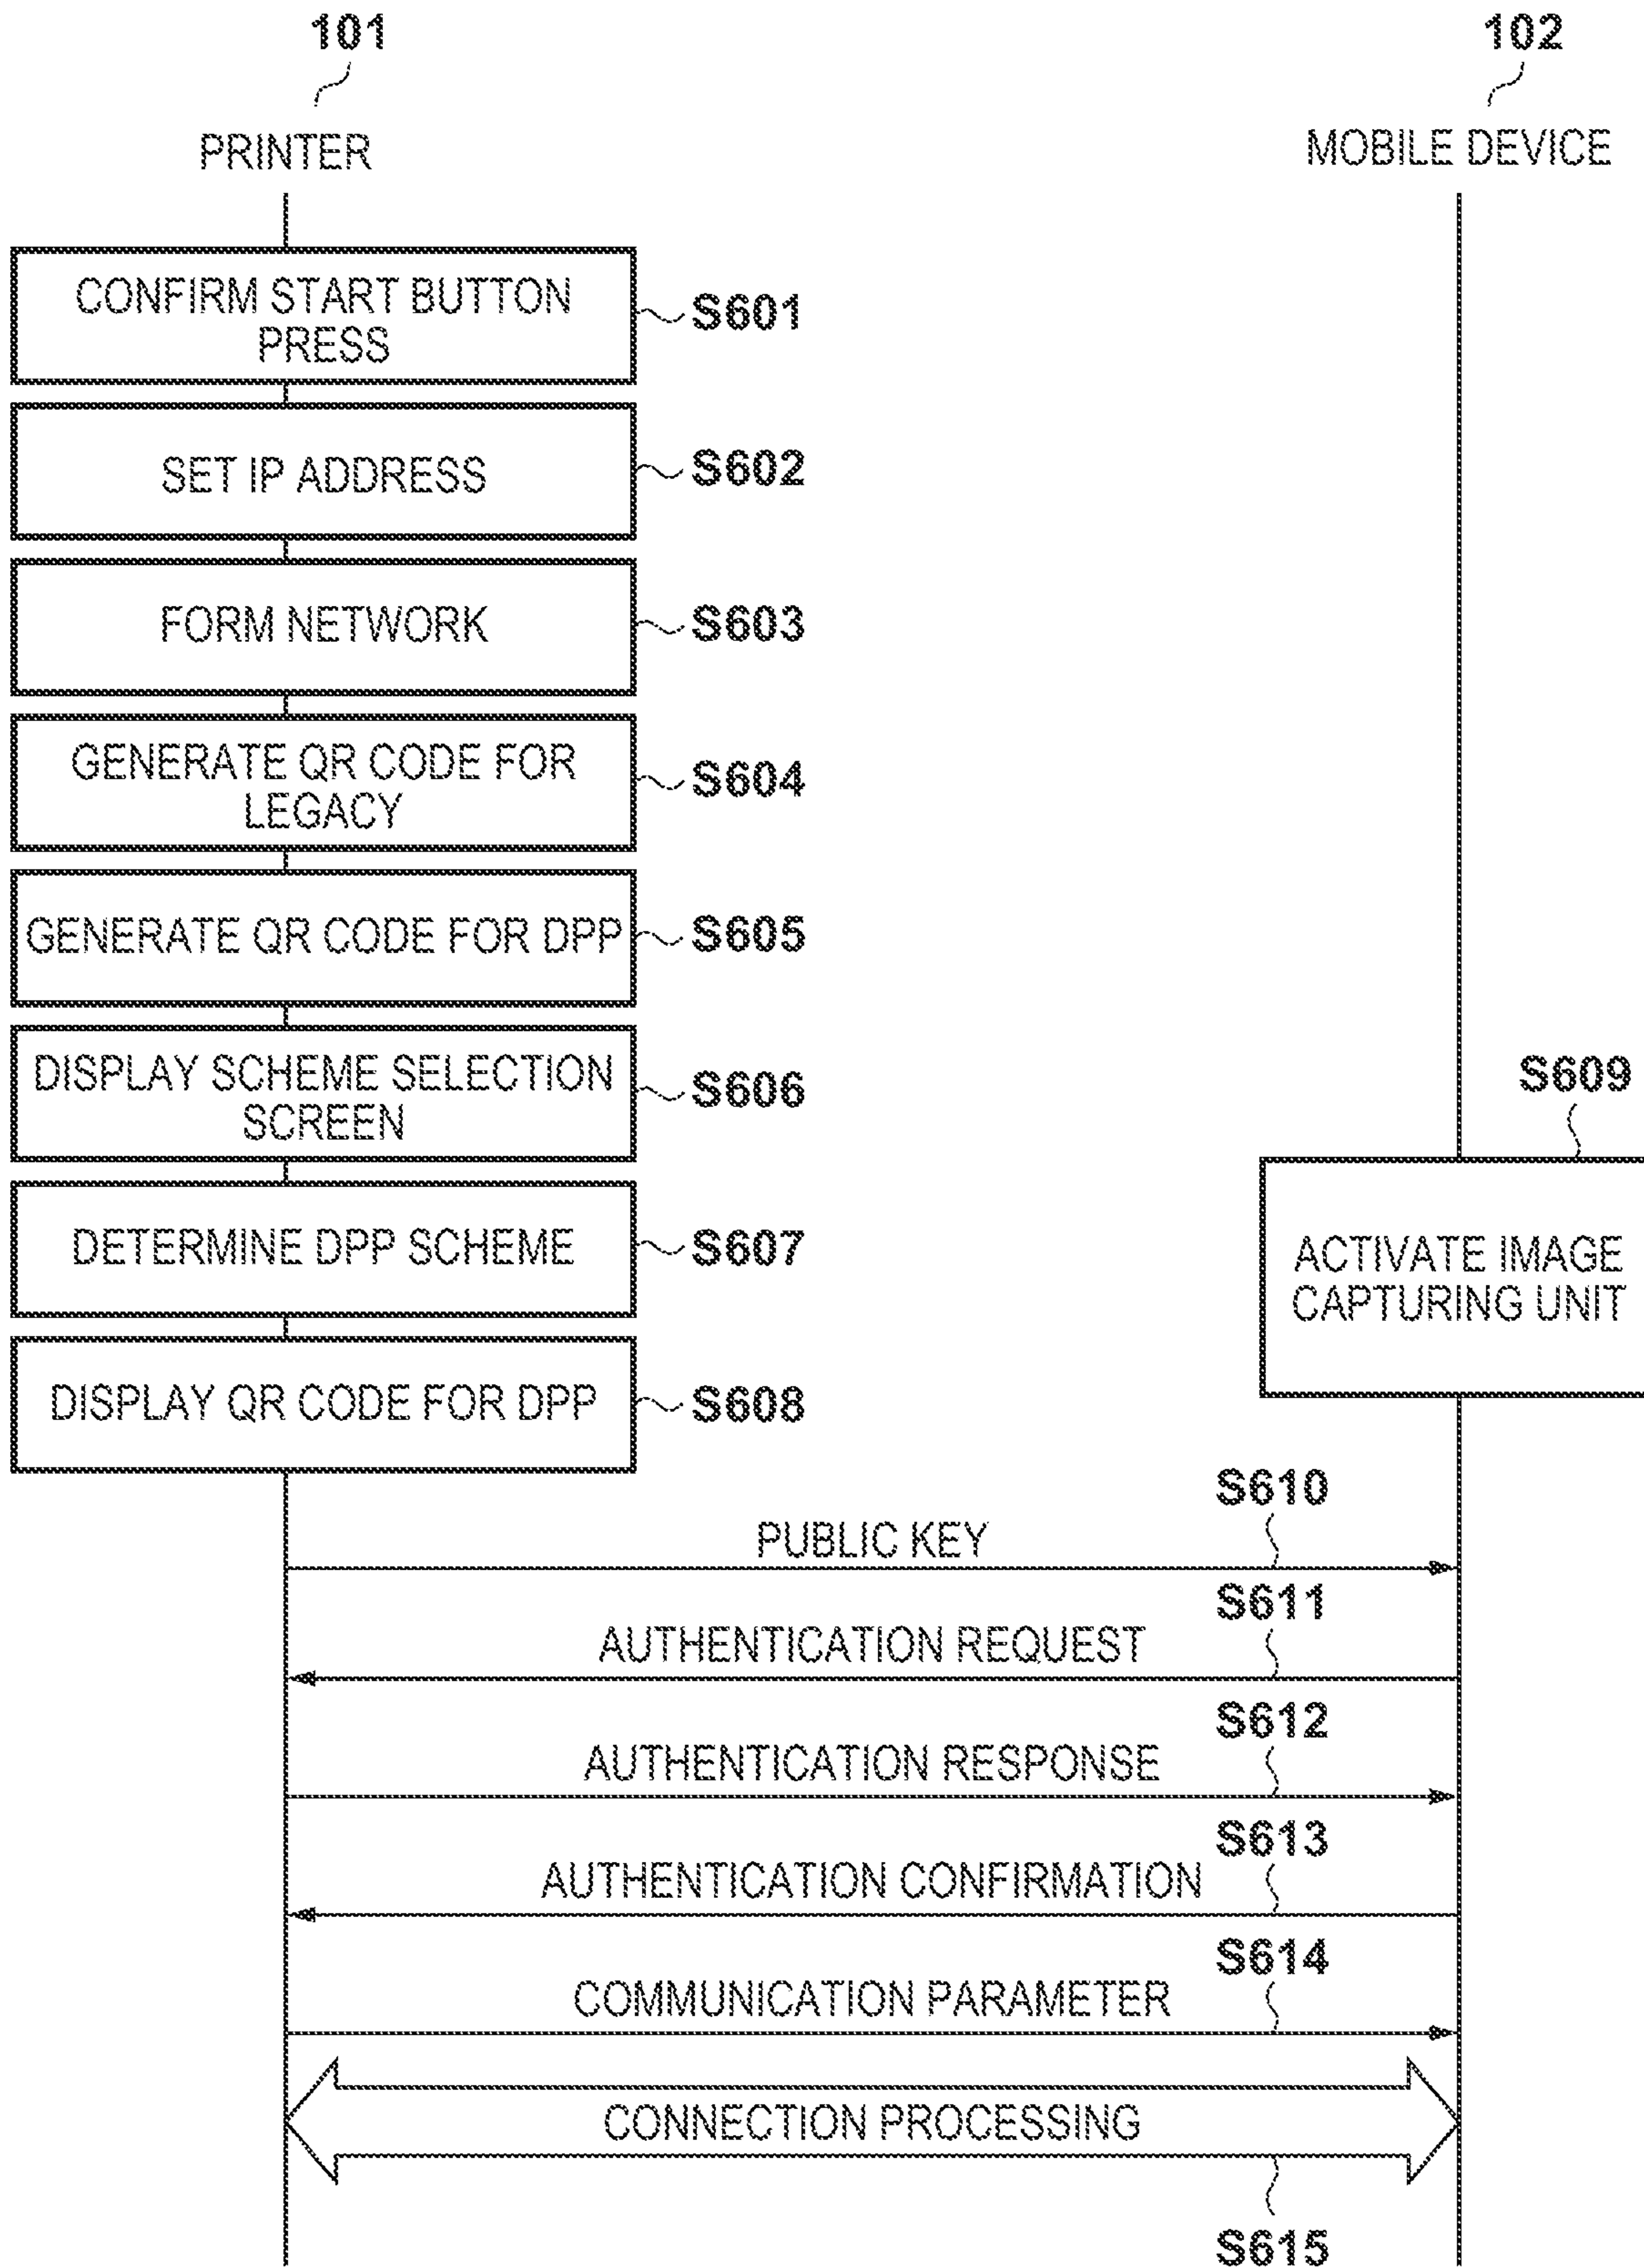 101
102
PRINTER
MOBILE DEVICE
CONFIRM START BUTTON
PRESS
S601
SET IP ADDRESS
S602
FORM NETWORK
S603
GENERATE QR CODE FOR
LEGACY
S604
GENERATE QR CODE FOR DPP
S605
DISPLAY SCHEME SELECTION
SCREEN
S606
DETERMINE DPP SCHEME
S607
S609
ACTIVATE IMAGE
CAPTURING UNIT
DISPLAY QR CODE FOR DPP
S608
S610
PUBLIC KEY
S611
AUTHENTICATION REQUEST
S612
AUTHENTICATION RESPONSE
S613
AUTHENTICATION CONFIRMATION
S614
COMMUNICATION PARAMETER
CONNECTION PROCESSING
S615